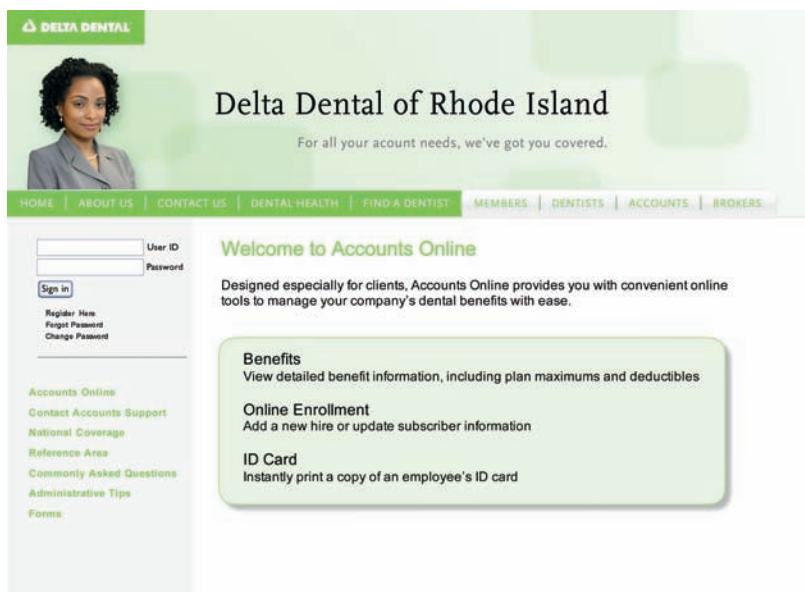 DELTA DENTAL
Delta Dental of Rhode Island
For all your acount needs, we've got you covered.
HOME | ABOUT US | CONTACT US | DENTAL HEALTH | FIND A DENTIST MEMBERS | DENTISTS | ACCOUNTS | BROKERS
User ID
Password
Sign in
Register Here
Forgot Password
Change Password
Accounts Online
Contact Accounts Support
National Coverage
Reference Area
Commonly Asked Questions
Administrative Tips
Forms
Welcome to Accounts Online
Designed especially for clients, Accounts Online provides you with convenient online
tools to manage your company's dental benefits with ease.
Benefits
View detailed benefit information, including plan maximums and deductibles
Online Enrollment
Add a new hire or update subscriber information
ID Card
Instantly print a copy of an employee's ID card